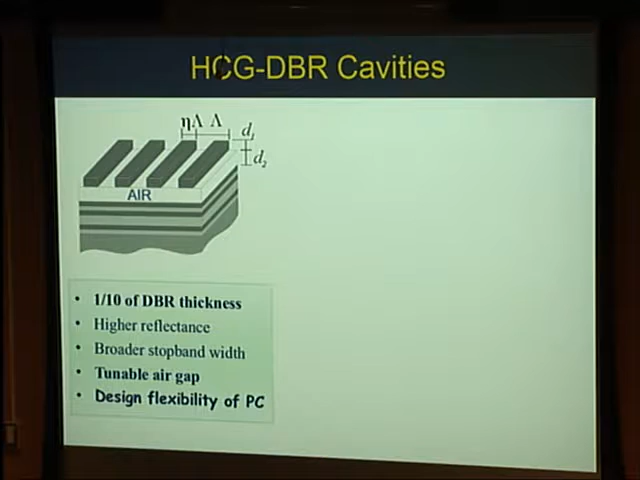 HCG-DBR Cavities
ηΛ Λ
d₁
d₂
AIR
• 1/10 of DBR thickness
• Higher reflectance
• Broader stopband width
• Tunable air gap
• Design flexibility of PC